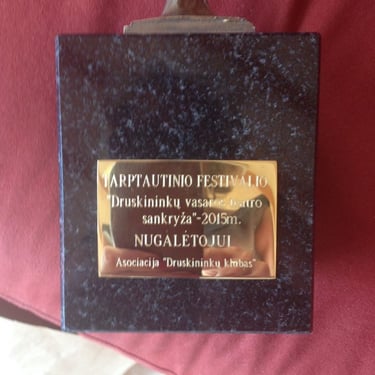 TARPTAUTINIO FESTIVALIO
"Druskininkų vasaros teatro
sankryža"-2015m.
NUGALĖTOJUI
Asociacija "Druskininkų klubas"